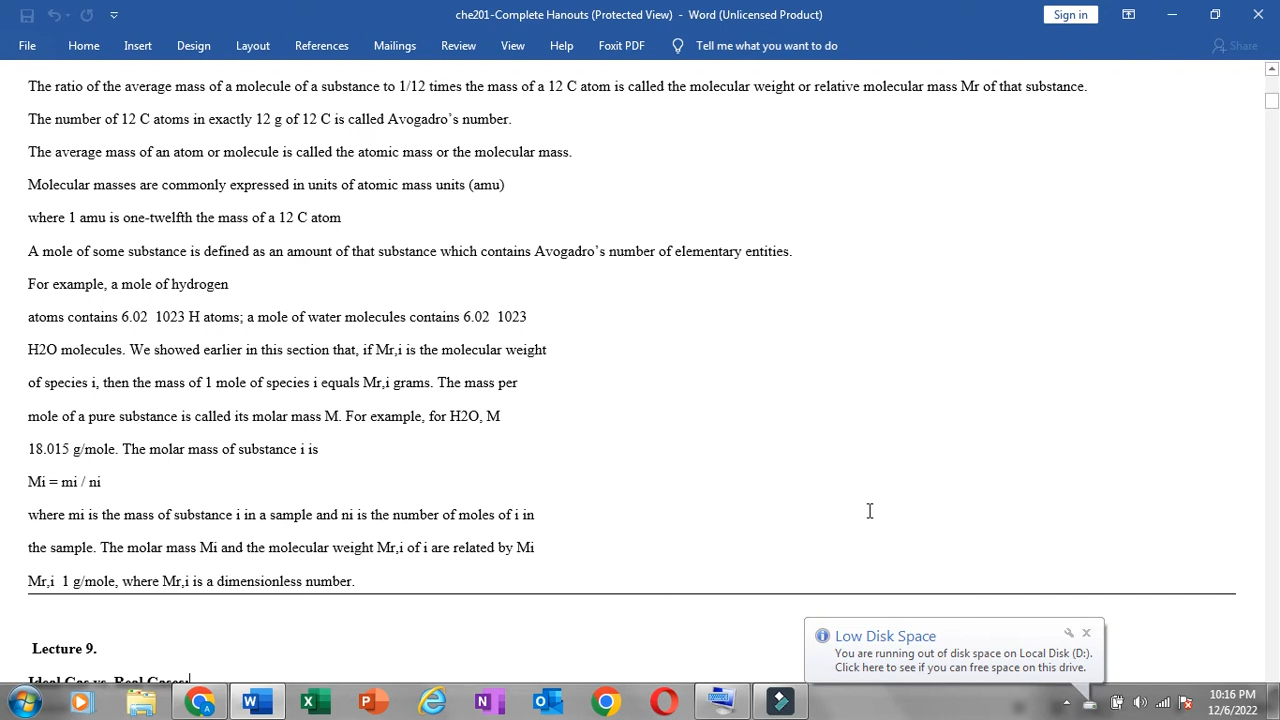 che201-Complete Hanouts (Protected View) - Word (Unlicensed Product)
Sign in
File Home Insert Design Layout References Mailings Review View Help Foxit PDF Tell me what you want to do Share
The ratio of the average mass of a molecule of a substance to 1/12 times the mass of a 12 C atom is called the molecular weight or relative molecular mass Mr of that substance.
The number of 12 C atoms in exactly 12 g of 12 C is called Avogadro's number.
The average mass of an atom or molecule is called the atomic mass or the molecular mass.
Molecular masses are commonly expressed in units of atomic mass units (amu)
where 1 amu is one-twelfth the mass of a 12 C atom
A mole of some substance is defined as an amount of that substance which contains Avogadro's number of elementary entities.
For example, a mole of hydrogen
atoms contains 6.02 1023 H atoms; a mole of water molecules contains 6.02 1023
H2O molecules. We showed earlier in this section that, if Mr,i is the molecular weight
of species i, then the mass of 1 mole of species i equals Mr,i grams. The mass per
mole of a pure substance is called its molar mass M. For example, for H2O, M
18.015 g/mole. The molar mass of substance i is
Mi = mi / ni
where mi is the mass of substance i in a sample and ni is the number of moles of i in
the sample. The molar mass Mi and the molecular weight Mr,i of i are related by Mi
Mr,i 1 g/mole, where Mr,i is a dimensionless number.
Lecture 9.
Ideal Gas vs. Real Gases:
Low Disk Space
You are running out of disk space on Local Disk (D:).
Click here to see if you can free space on this drive.
10:16 PM
12/6/2022